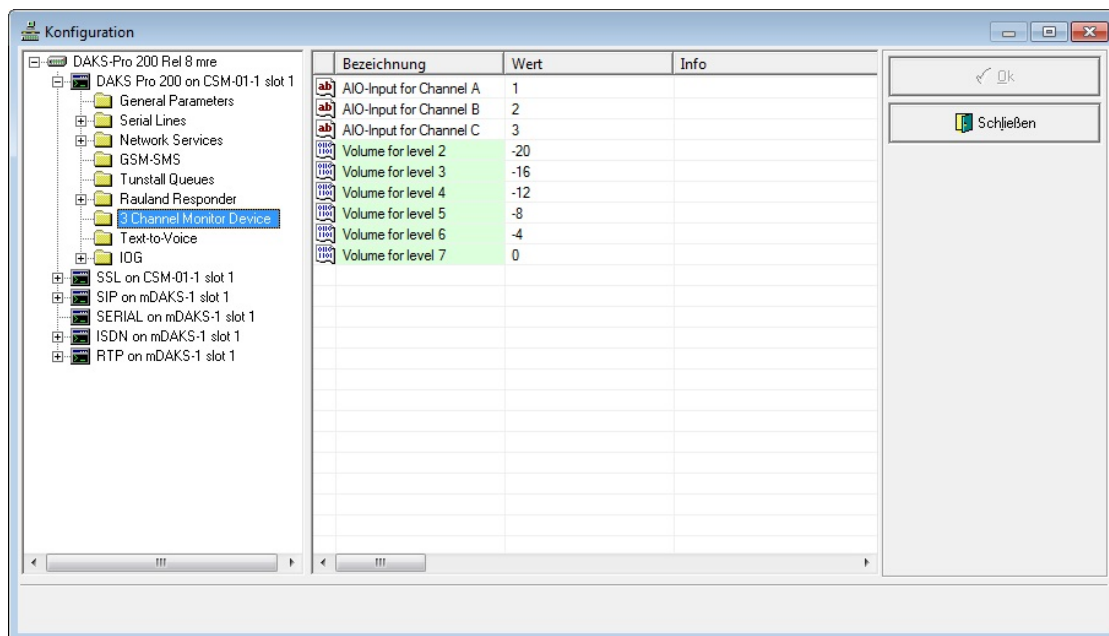 Konfiguration
DAKS-Pro 200 Rel 8 mre
DAKS Pro 200 on CSM-01-1 slot 1
General Parameters
Serial Lines
Network Services
GSM-SMS
Tunstall Queues
Rauland Responder
3 Channel Monitor Device
Text-to-Voice
IOG
SSL on CSM-01-1 slot 1
SIP on mDAKS-1 slot 1
SERIAL on mDAKS-1 slot 1
ISDN on mDAKS-1 slot 1
RTP on mDAKS-1 slot 1
Bezeichnung Wert Info
ab AIO-Input for Channel A 1
ab AIO-Input for Channel B 2
ab AIO-Input for Channel C 3
Volume for level 2 -20
Volume for level 3 -16
Volume for level 4 -12
Volume for level 5 -8
Volume for level 6 -4
Volume for level 7 0
Ok
Schließen